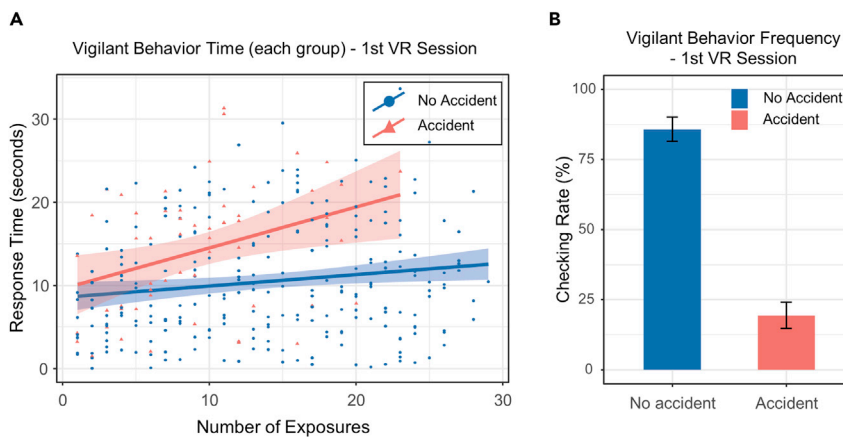 A
Vigilant Behavior Time (each group) - 1st VR Session
Response Time (seconds)
30
20
10
0
No Accident
Accident
0
10
20
30
Number of Exposures
B
Vigilant Behavior Frequency
- 1st VR Session
Checking Rate (%)
100
75
50
25
0
No Accident
Accident
No accident
Accident